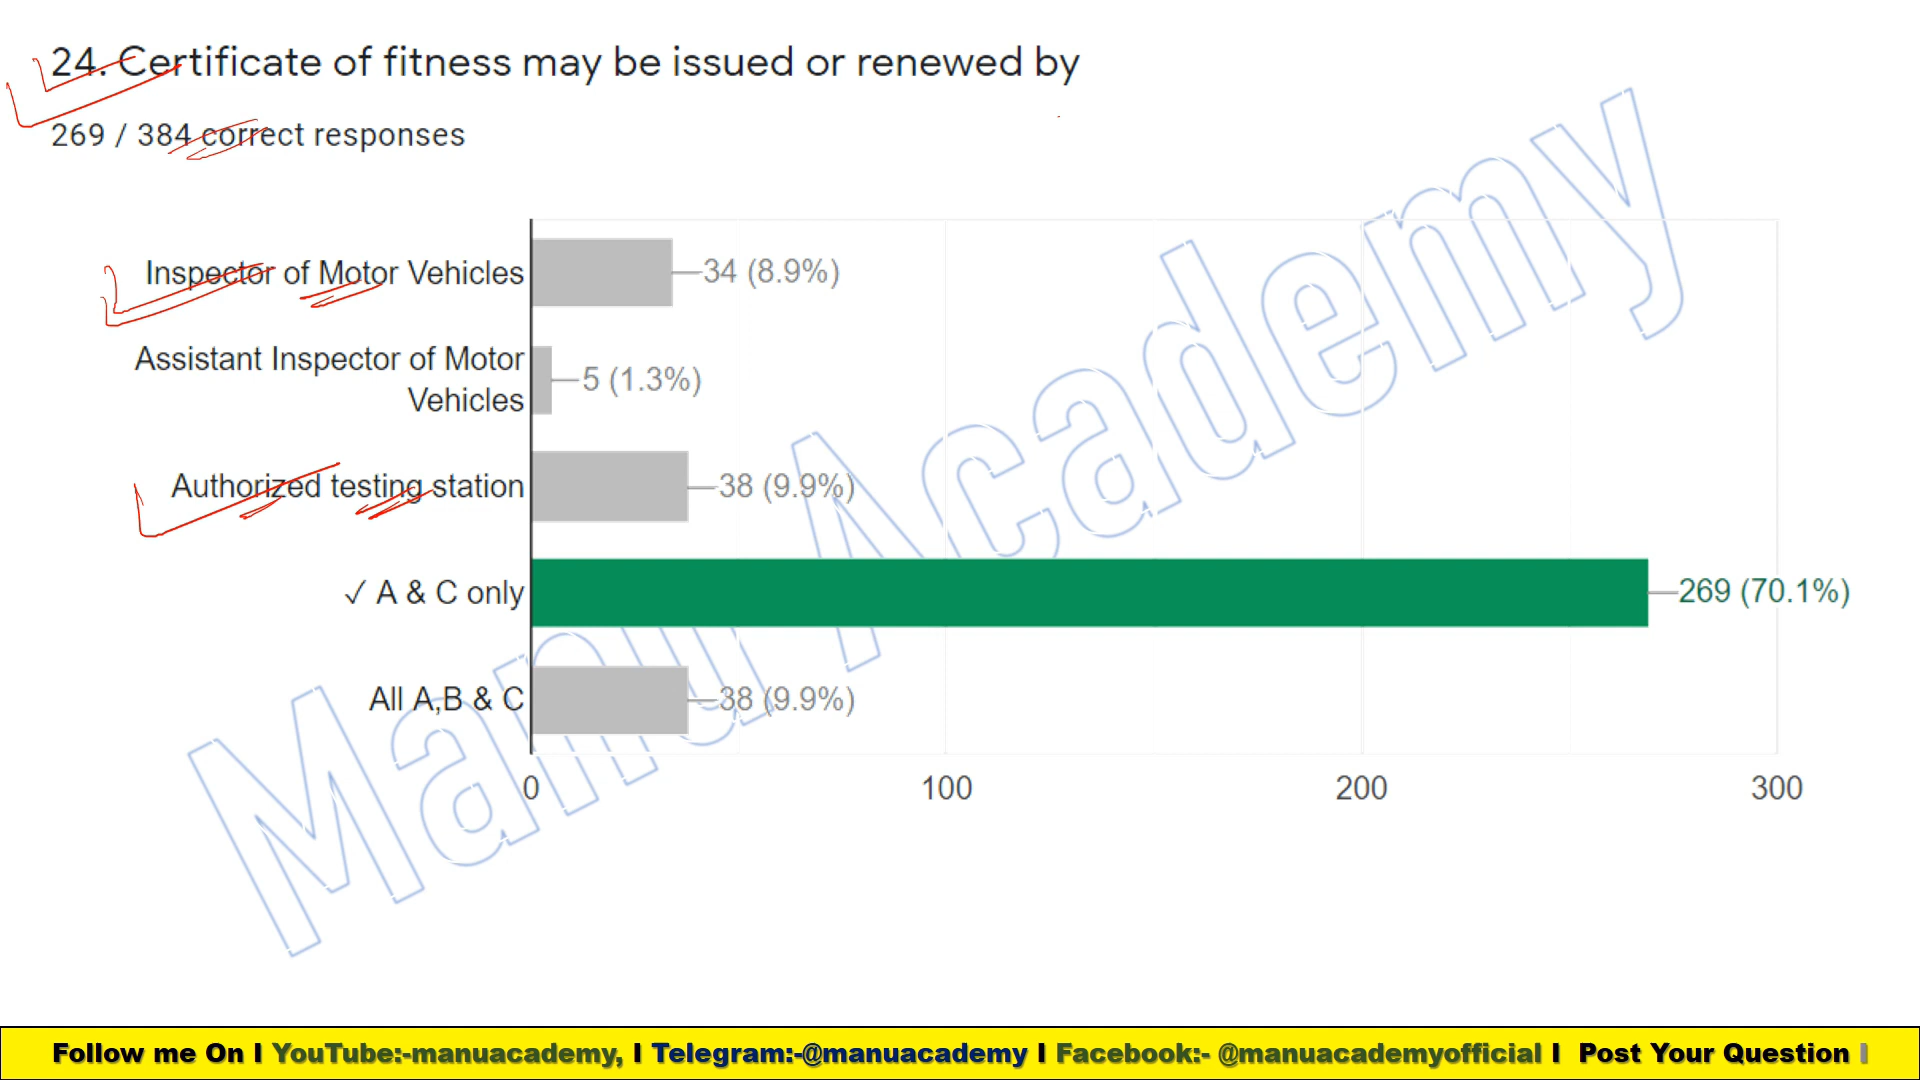 24. Certificate of fitness may be issued or renewed by
269 / 384 correct responses
Inspector of Motor Vehicles
34 (8.9%)
Assistant Inspector of Motor
Vehicles
5 (1.3%)
Authorized testing station
38 (9.9%)
✓ A & C only
269 (70.1%)
All A,B & C
38 (9.9%)
0 100 200 300
Manu Academy
Follow me On I YouTube:-manuacademy, I Telegram:-@manuacademy I Facebook:- @manuacademyofficial I Post Your Question I